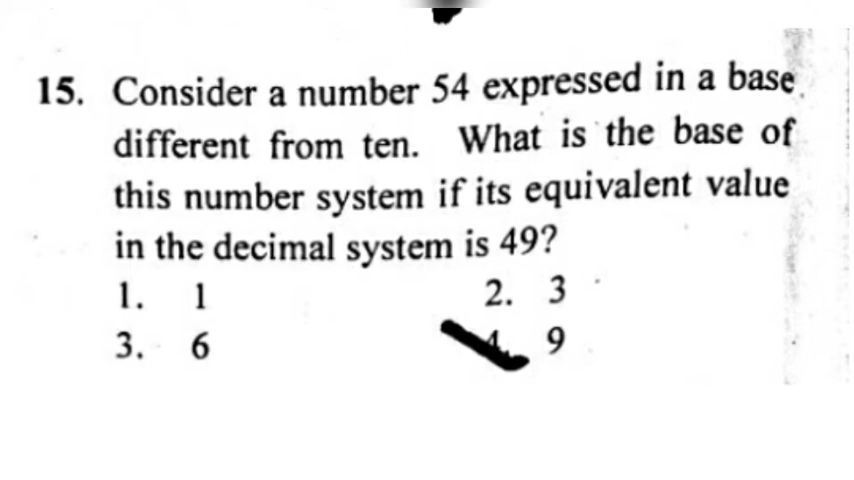 15. Consider a number 54 expressed in a base
different from ten. What is the base of
this number system if its equivalent value
in the decimal system is 49?
1. 1 2. 3
3. 6 9